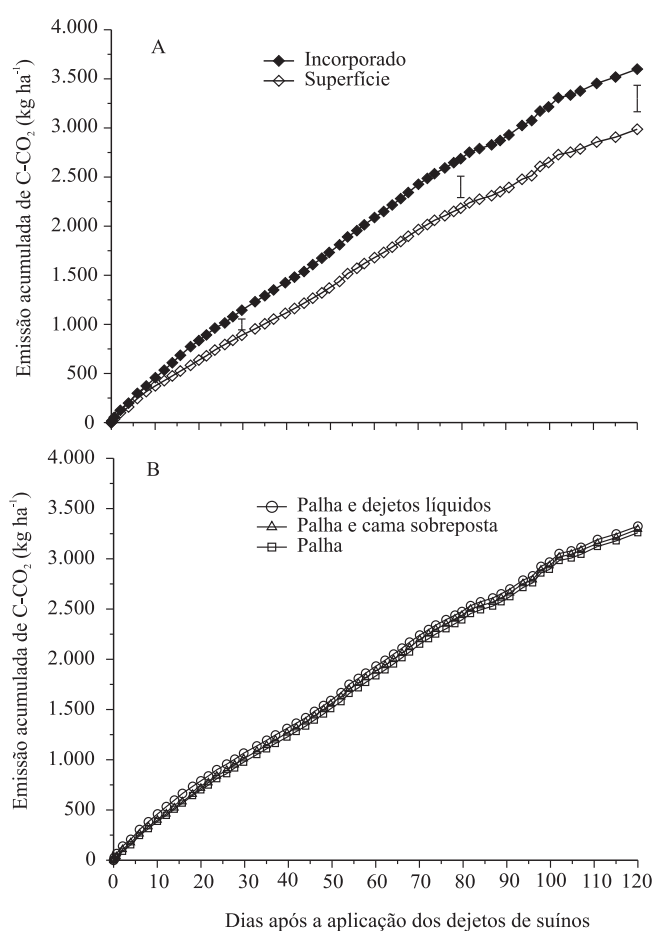 A
Incorporado
Superfície
Emissão acumulada de C-CO₂ (kg ha⁻¹)
4.000
3.500
3.000
2.500
2.000
1.500
1.000
500
0
B
Palha e dejetos líquidos
Palha e cama sobreposta
Palha
Emissão acumulada de C-CO₂ (kg ha⁻¹)
4.000
3.500
3.000
2.500
2.000
1.500
1.000
500
0
0 10 20 30 40 50 60 70 80 90 100 110 120
Dias após a aplicação dos dejetos de suínos